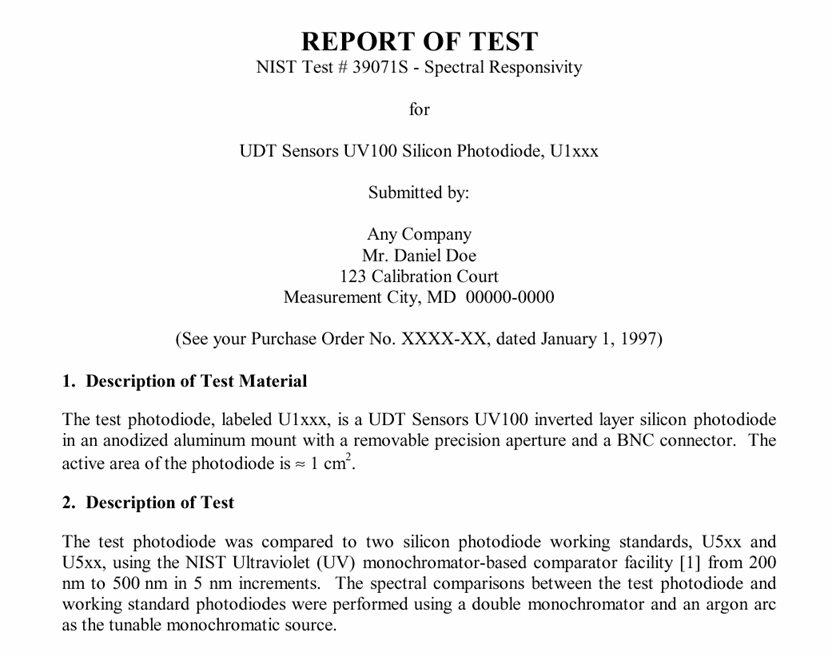 REPORT OF TEST
NIST Test # 39071S - Spectral Responsivity
for
UDT Sensors UV100 Silicon Photodiode, U1xxx
Submitted by:
Any Company
Mr. Daniel Doe
123 Calibration Court
Measurement City, MD  00000-0000
(See your Purchase Order No. XXXX-XX, dated January 1, 1997)
1.  Description of Test Material
The test photodiode, labeled U1xxx, is a UDT Sensors UV100 inverted layer silicon photodiode
in an anodized aluminum mount with a removable precision aperture and a BNC connector.  The
active area of the photodiode is ≈ 1 cm².
2.  Description of Test
The test photodiode was compared to two silicon photodiode working standards, U5xx and
U5xx, using the NIST Ultraviolet (UV) monochromator-based comparator facility [1] from 200
nm to 500 nm in 5 nm increments.  The spectral comparisons between the test photodiode and
working standard photodiodes were performed using a double monochromator and an argon arc
as the tunable monochromatic source.